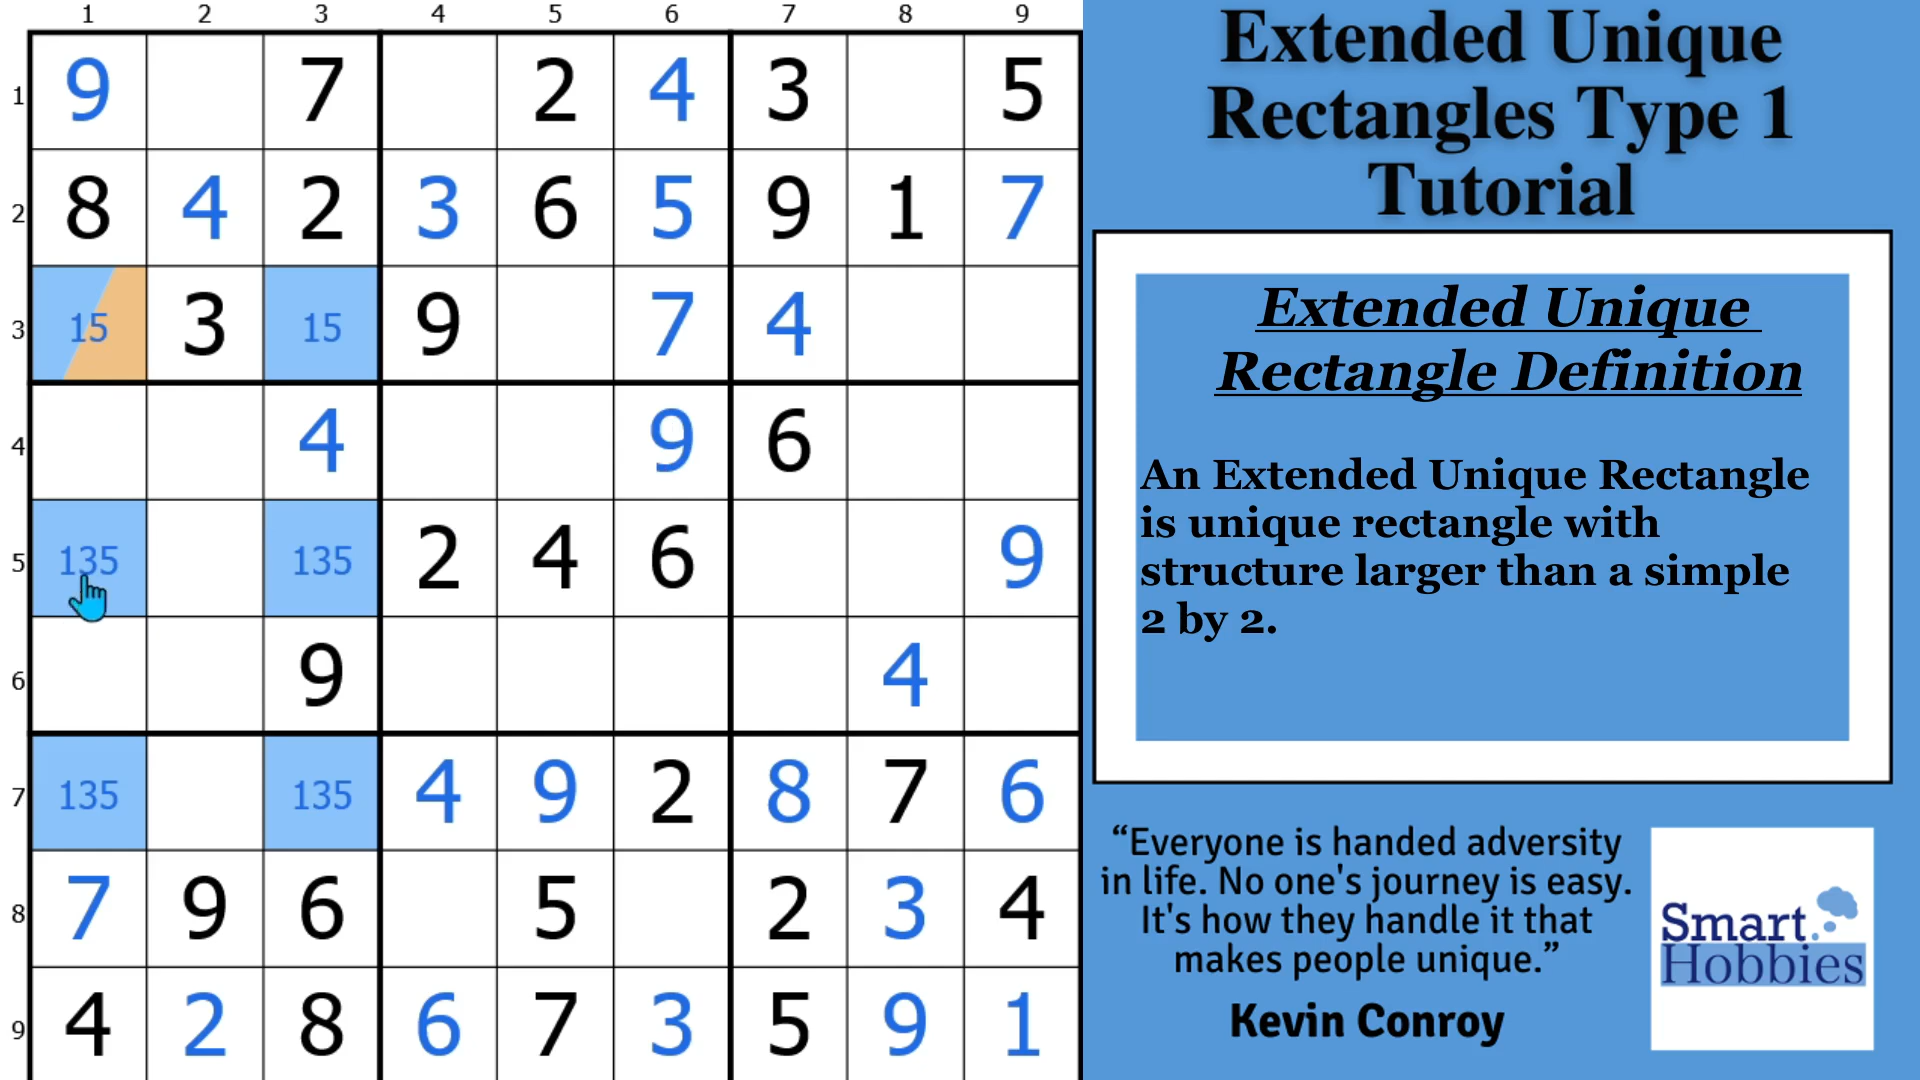 1 2 3 4 5 6 7 8 9
1 9 7 2 4 3 5
2 8 4 2 3 6 5 9 1 7
3 15 3 15 9 7 4
4 4 9 6
5 135 135 2 4 6 9
6 9 4
7 135 135 4 9 2 8 7 6
8 7 9 6 5 2 3 4
9 4 2 8 6 7 3 5 9 1
Extended Unique
Rectangles Type 1
Tutorial
Extended Unique
Rectangle Definition
An Extended Unique Rectangle
is unique rectangle with
structure larger than a simple
2 by 2.
“Everyone is handed adversity
in life. No one's journey is easy.
It's how they handle it that
makes people unique.”
Kevin Conroy
Smart
Hobbies